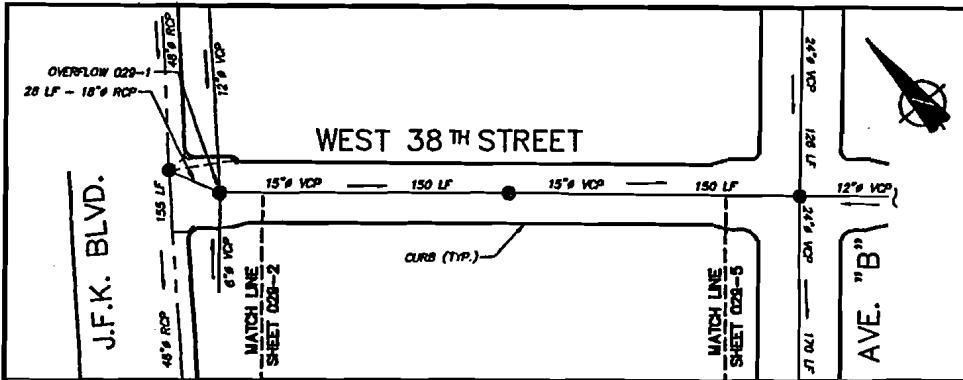 48"ø RCP
12"ø VCP
24"ø VCP
OVERFLOW 029-1
28 LF - 18"ø RCP
WEST 38TH STREET
128 LF
15"ø VCP
150 LF
15"ø VCP
150 LF
12"ø VCP
155 LF
24"ø VCP
6"ø VCP
CURB (TYP.)
J.F.K. BLVD.
MATCH LINE
SHEET 029-2
MATCH LINE
SHEET 029-5
AVE. "B"
48"ø RCP
170 LF